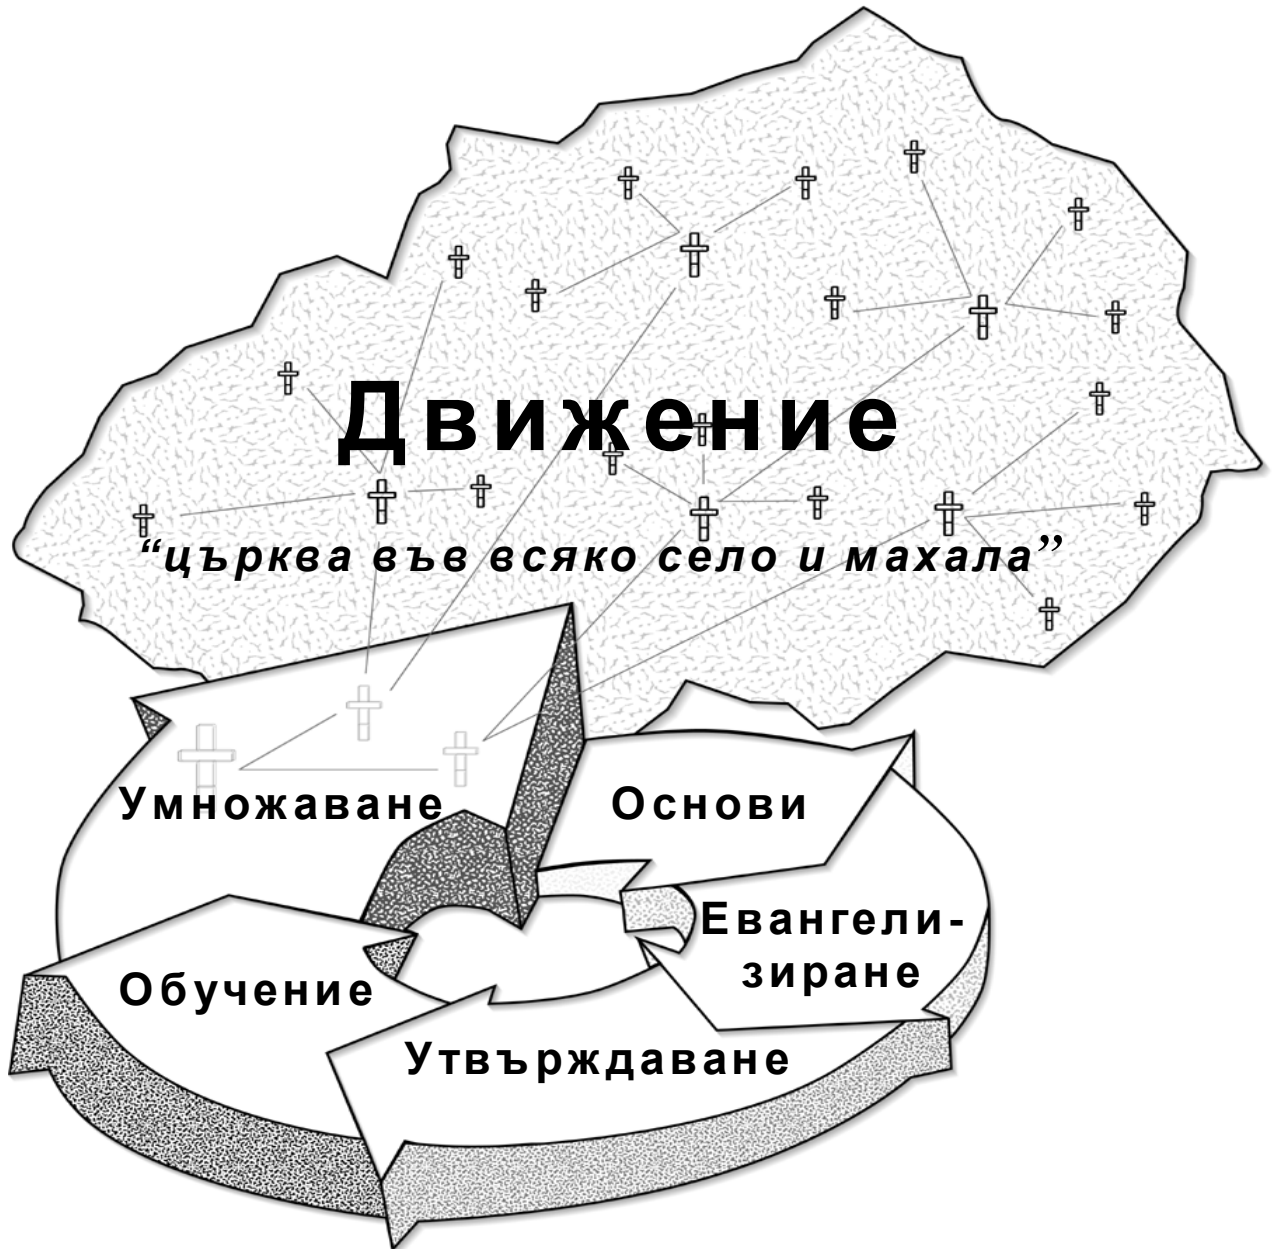 Движение
“църква във всяко село и махала”
Умножаване
Основи
Евангели-
зиране
Обучение
Утвърждаване